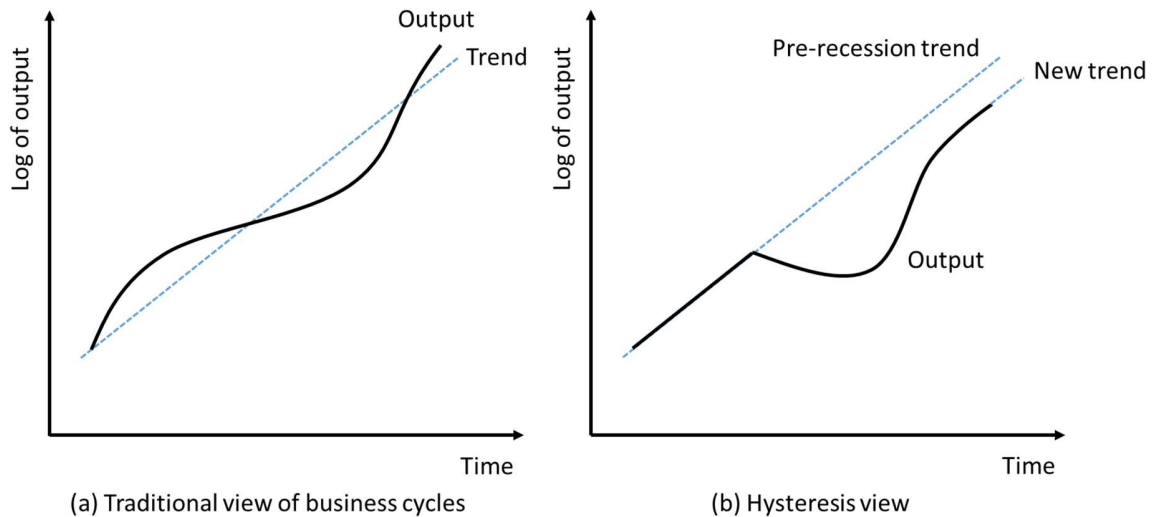 Output
Trend
Log of output
Time
(a) Traditional view of business cycles
Pre-recession trend
New trend
Log of output
Output
Time
(b) Hysteresis view